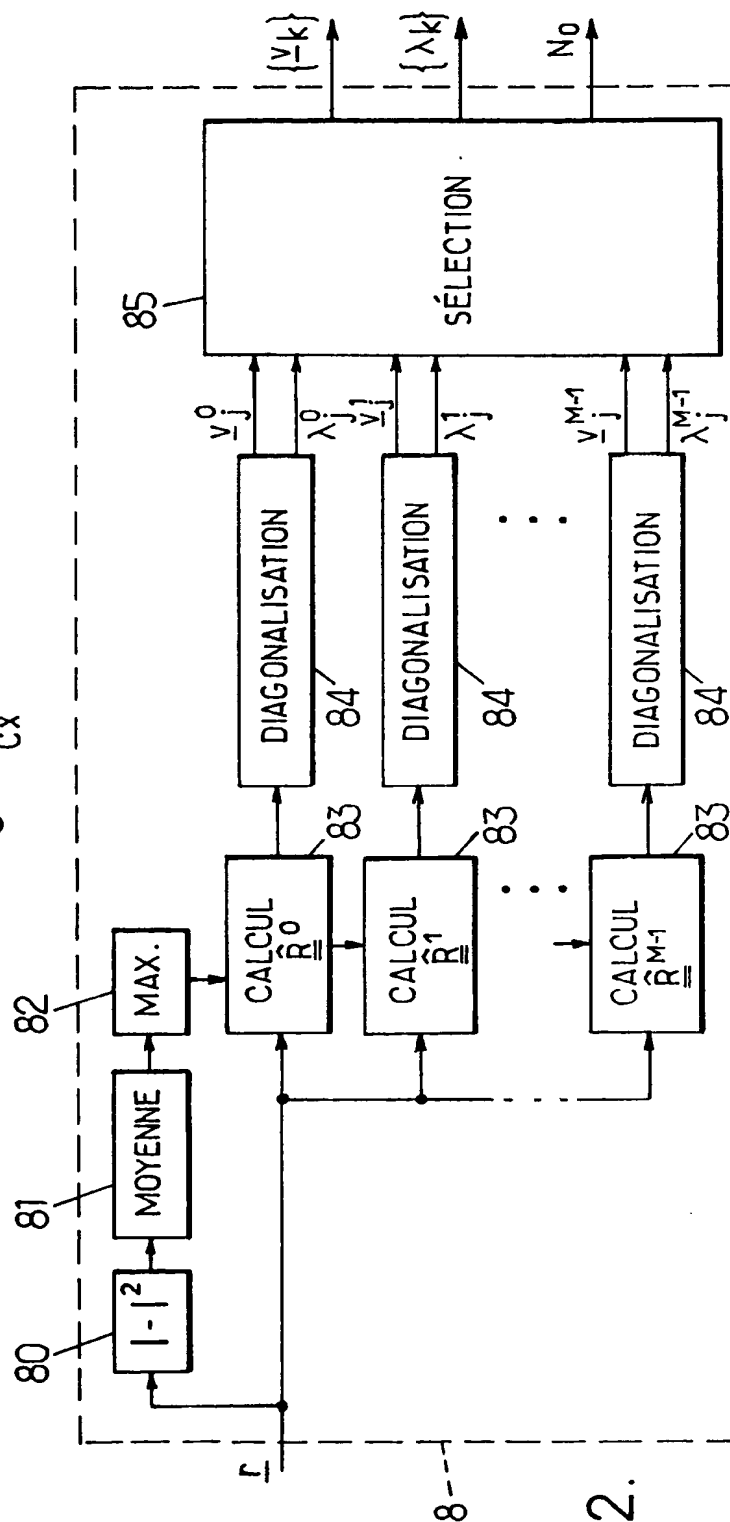 cx
80
81
82
|-|²
MOYENNE
MAX.
r
CALCUL
R̂⁰
83
DIAGONALISATION
84
v⁰j
λ⁰j
CALCUL
R̂¹
83
DIAGONALISATION
84
v¹j
λ¹j
CALCUL
R̂ᴹ⁻¹
83
DIAGONALISATION
84
vᴹ⁻¹j
λᴹ⁻¹j
85
SÉLECTION
{vk}
{λk}
N0
8
2.